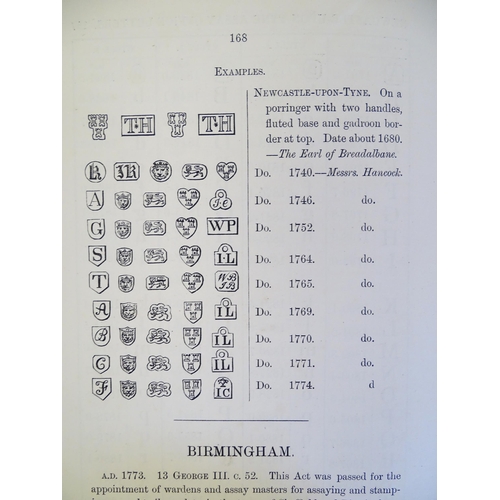 168
EXAMPLES.
NEWCASTLE-UPON-TYNE. On a
porringer with two handles,
fluted base and gadroon bor-
der at top. Date about 1680.
—The Earl of Breadalbane.
T·H T·H
R IR Do. 1740.—Messrs. Hancock.
A I·C Do. 1746. do.
G WP Do. 1752. do.
S I·L Do. 1764. do.
T WB IB Do. 1765. do.
A IL Do. 1769. do.
B IL Do. 1770. do.
C IL Do. 1771. do.
F IC Do. 1774. d
BIRMINGHAM.
A.D. 1773. 13 GEORGE III. C. 52. This Act was passed for the
appointment of wardens and assay masters for assaying and stamp-